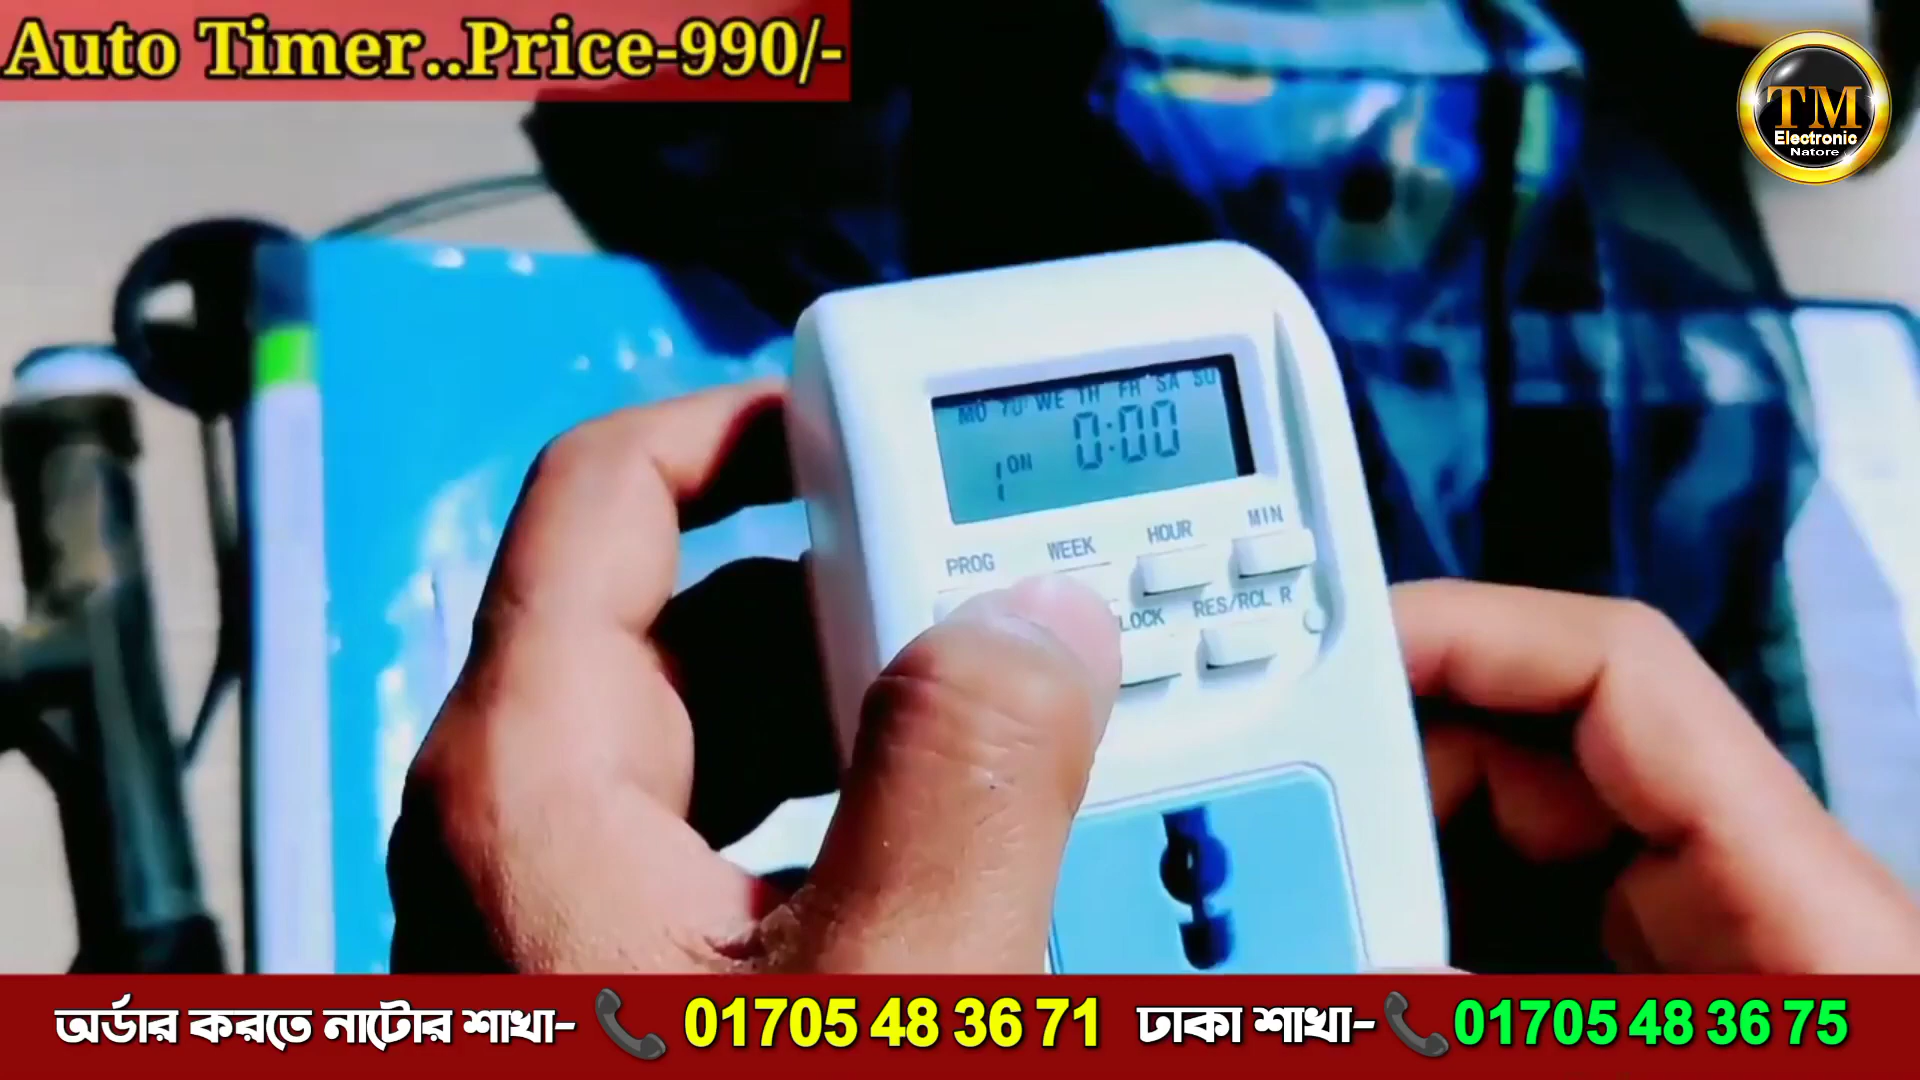 Auto Timer..Price-990/-
TM
Electronic
Natore
MO TU WE TH FR SA SU
1 ON 0:00
PROG WEEK HOUR MIN
LOCK RES/RCL R
অর্ডার করতে নাটোর শাখা- 01705 48 36 71 ঢাকা শাখা- 01705 48 36 75